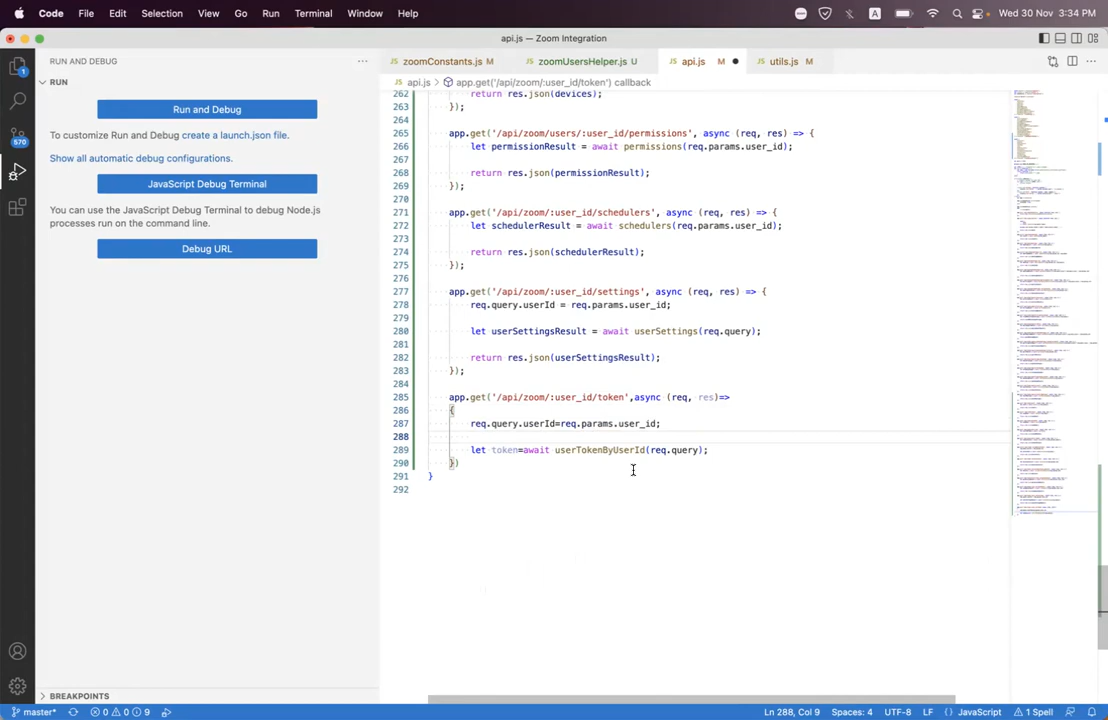 Code File Edit Selection View Go Run Terminal Window Help A Wed 30 Nov 3:34 PM
api.js — Zoom Integration
RUN AND DEBUG ···
JS zoomConstants.js M JS zoomUsersHelper.js U JS api.js M ● JS utils.js M
RUN
JS api.js > app.get('/api/zoom/:user_id/token') callback
Run and Debug
To customize Run and Debug create a launch.json file.
Show all automatic debug configurations.
JavaScript Debug Terminal
You can use the JavaScript Debug Terminal to debug Node.js
processes run on the command line.
Debug URL
1
570
262 return res.json(devices);
263 });
264
265 app.get('/api/zoom/users/:user_id/permissions', async (req, res) => {
266 let permissionResult = await permissions(req.params.user_id);
267
268 return res.json(permissionResult);
269 });
270
271 app.get('/api/zoom/:user_id/schedulers', async (req, res) => {
272 let schedulerResult = await schedulers(req.params.user_id);
273
274 return res.json(schedulerResult);
275 });
276
277 app.get('/api/zoom/:user_id/settings', async (req, res) => {
278 req.query.userId = req.params.user_id;
279
280 let userSettingsResult = await userSettings(req.query);
281
282 return res.json(userSettingsResult);
283 });
284
285 app.get('/api/zoom/:user_id/token',async (req, res)=>
286 {
287 req.query.userId=req.params.user_id;
288
289 let token=await userTokenByUserId(req.query);
290 })
291 }
292
BREAKPOINTS
master* 0 0 9 Ln 288, Col 9 Spaces: 4 UTF-8 LF {} JavaScript 1 Spell